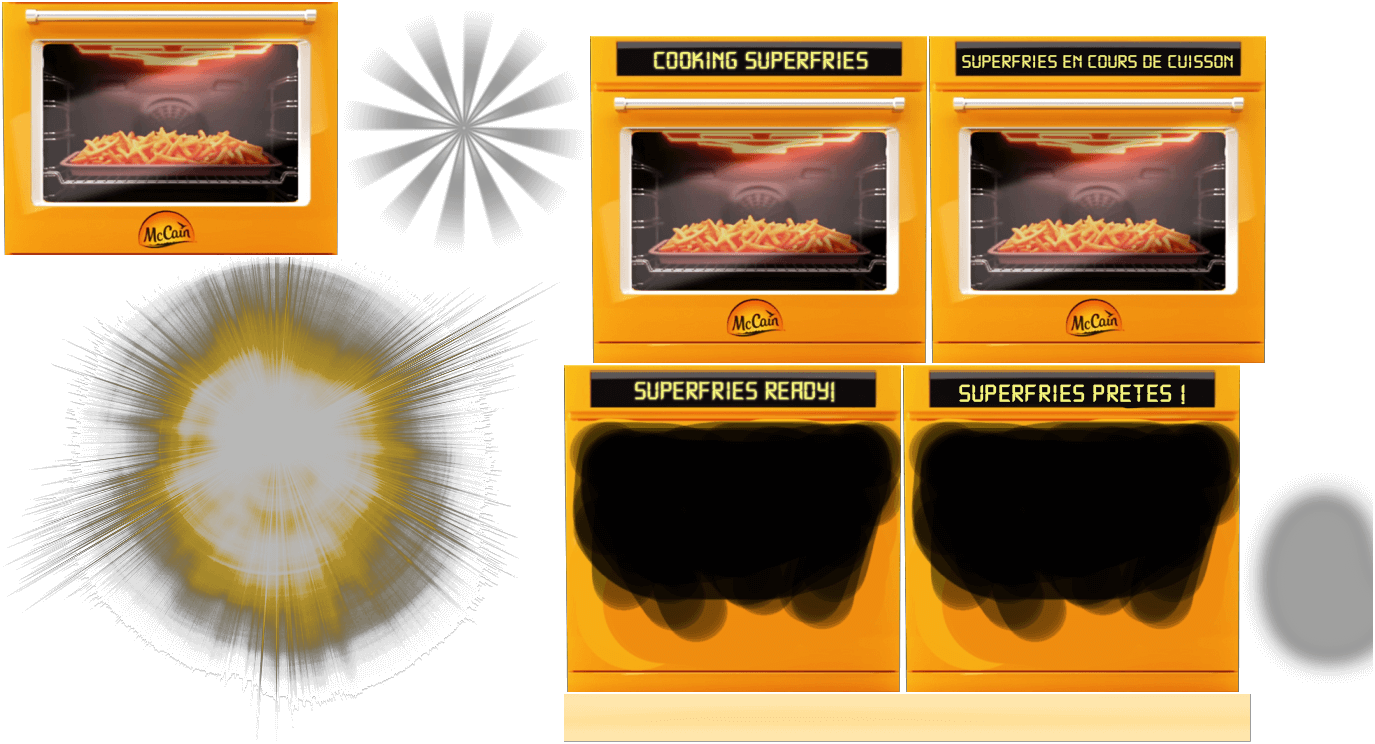 McCain
COOKING SUPERFRIES
SUPERFRIES EN COURS DE CUISSON
McCain
McCain
SUPERFRIES READY!
SUPERFRIES PRETES !